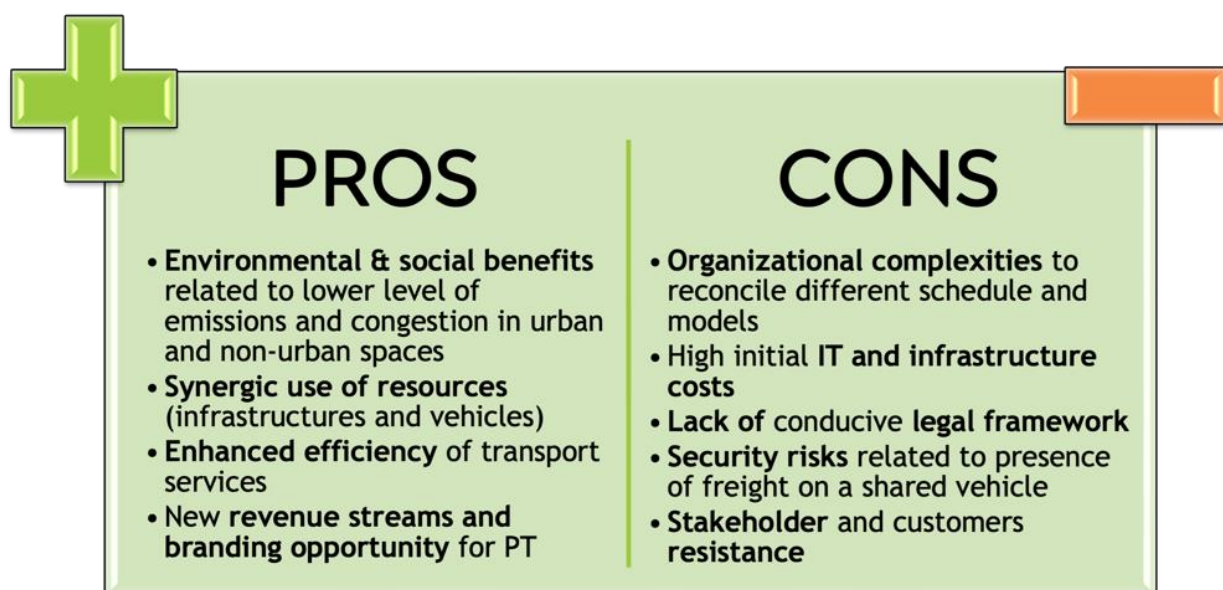 PROS
• Environmental & social benefits
related to lower level of
emissions and congestion in urban
and non-urban spaces
• Synergic use of resources
(infrastructures and vehicles)
• Enhanced efficiency of transport
services
• New revenue streams and
branding opportunity for PT
CONS
• Organizational complexities to
reconcile different schedule and
models
• High initial IT and infrastructure
costs
• Lack of conducive legal framework
• Security risks related to presence
of freight on a shared vehicle
• Stakeholder and customers
resistance